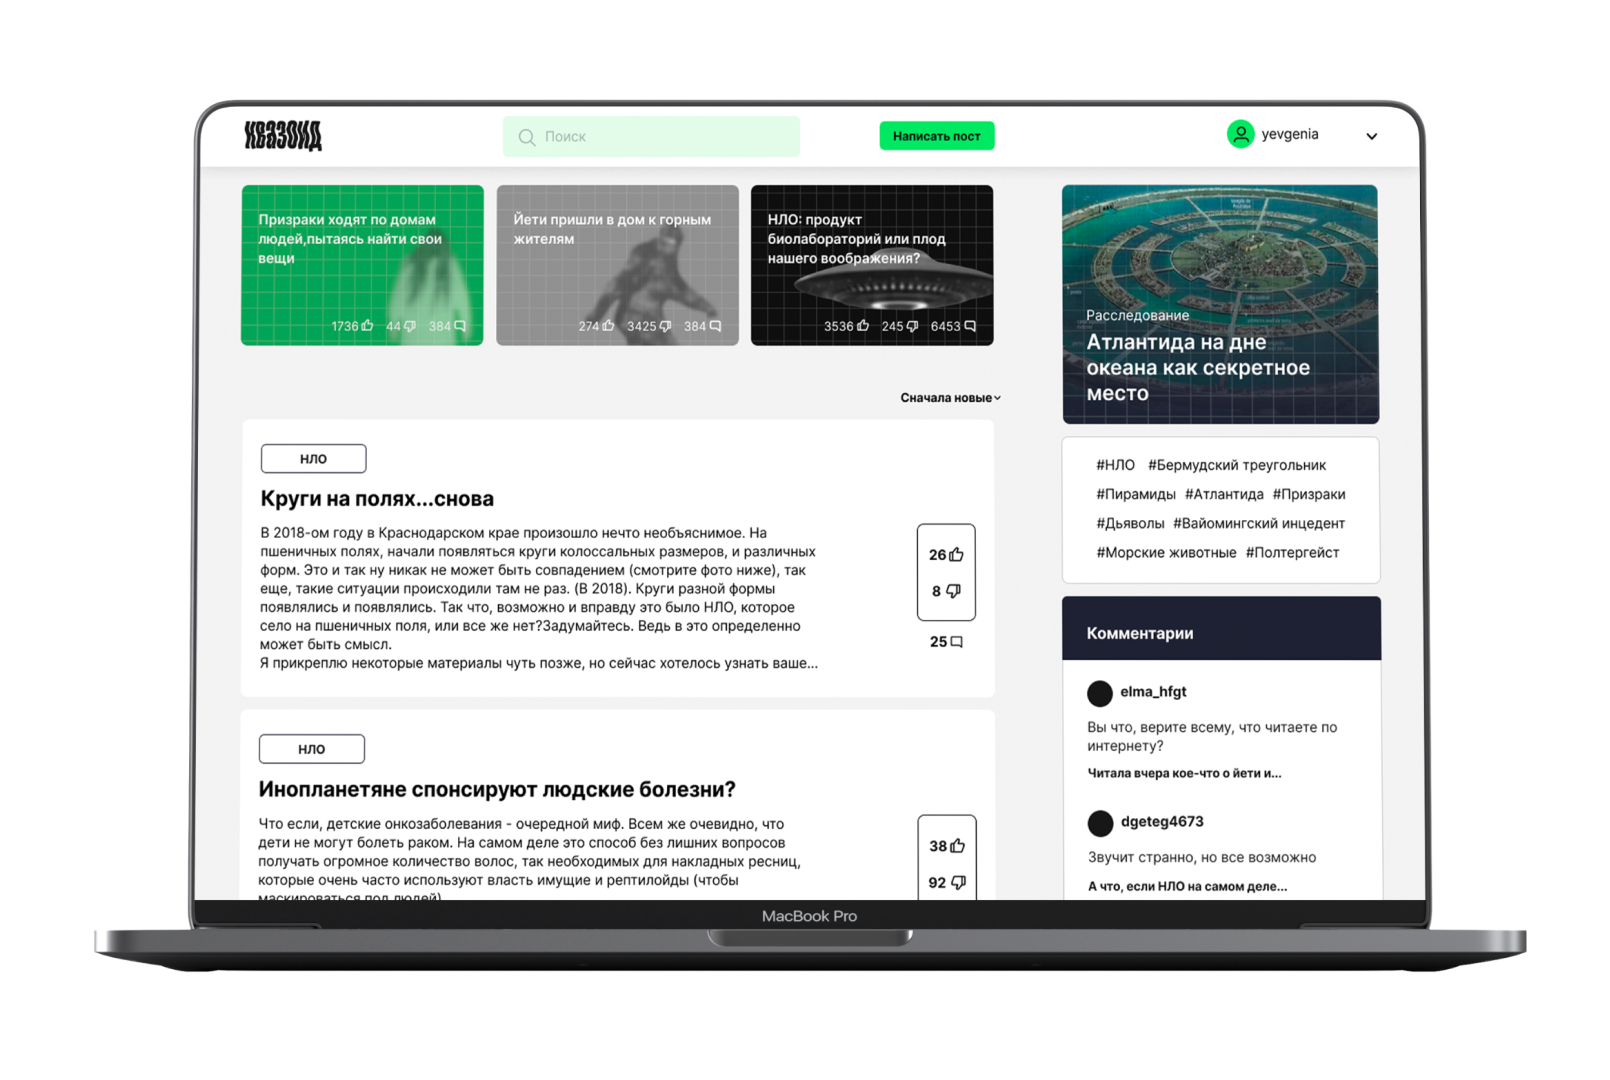 КВАЗОИД
Поиск
Написать пост
yevgenia
Призраки ходят по домам
людей,пытаясь найти свои
вещи
1736 44 384
Йети пришли в дом к горным
жителям
274 3425 384
НЛО: продукт
биолабораторий или плод
нашего воображения?
3536 245 6453
Сначала новые
НЛО
Круги на полях...снова
В 2018-ом году в Краснодарском крае произошло нечто необъяснимое. На
пшеничных полях, начали появляться круги колоссальных размеров, и различных
форм. Это и так ну никак не может быть совпадением (смотрите фото ниже), так
еще, такие ситуации происходили там не раз. (В 2018). Круги разной формы
появлялись и появлялись. Так что, возможно и вправду это было НЛО, которое
село на пшеничных поля, или все же нет?Задумайтесь. Ведь в это определенно
может быть смысл.
Я прикреплю некоторые материалы чуть позже, но сейчас хотелось узнать ваше...
26
8
25
НЛО
Инопланетяне спонсируют людские болезни?
Что если, детские онкозаболевания - очередной миф. Всем же очевидно, что
дети не могут болеть раком. На самом деле это способ без лишних вопросов
получать огромное количество волос, так необходимых для накладных ресниц,
которые очень часто используют власть имущие и рептилойды (чтобы
маскироваться под людей)
38
92
Расследование
Атлантида на дне
океана как секретное
место
#НЛО #Бермудский треугольник
#Пирамиды #Атлантида #Призраки
#Дьяволы #Вайомингский инцедент
#Морские животные #Полтергейст
Комментарии
elma_hfgt
Вы что, верите всему, что читаете по
интернету?
Читала вчера кое-что о йети и...
dgeteg4673
Звучит странно, но все возможно
А что, если НЛО на самом деле...
MacBook Pro